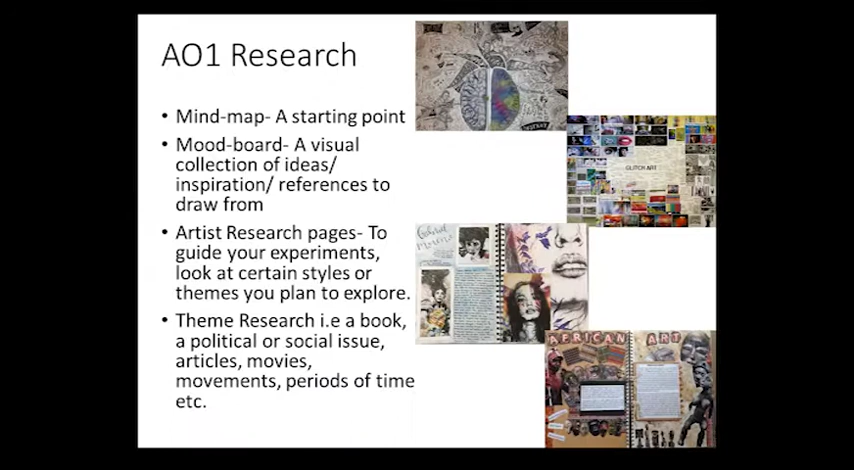 AO1 Research
• Mind-map- A starting point
• Mood-board- A visual
collection of ideas/
inspiration/ references to
draw from
• Artist Research pages- To
guide your experiments,
look at certain styles or
themes you plan to explore.
• Theme Research i.e a book,
a political or social issue,
articles, movies,
movements, periods of time
etc.
GLITCH ART
AFRICAN ART